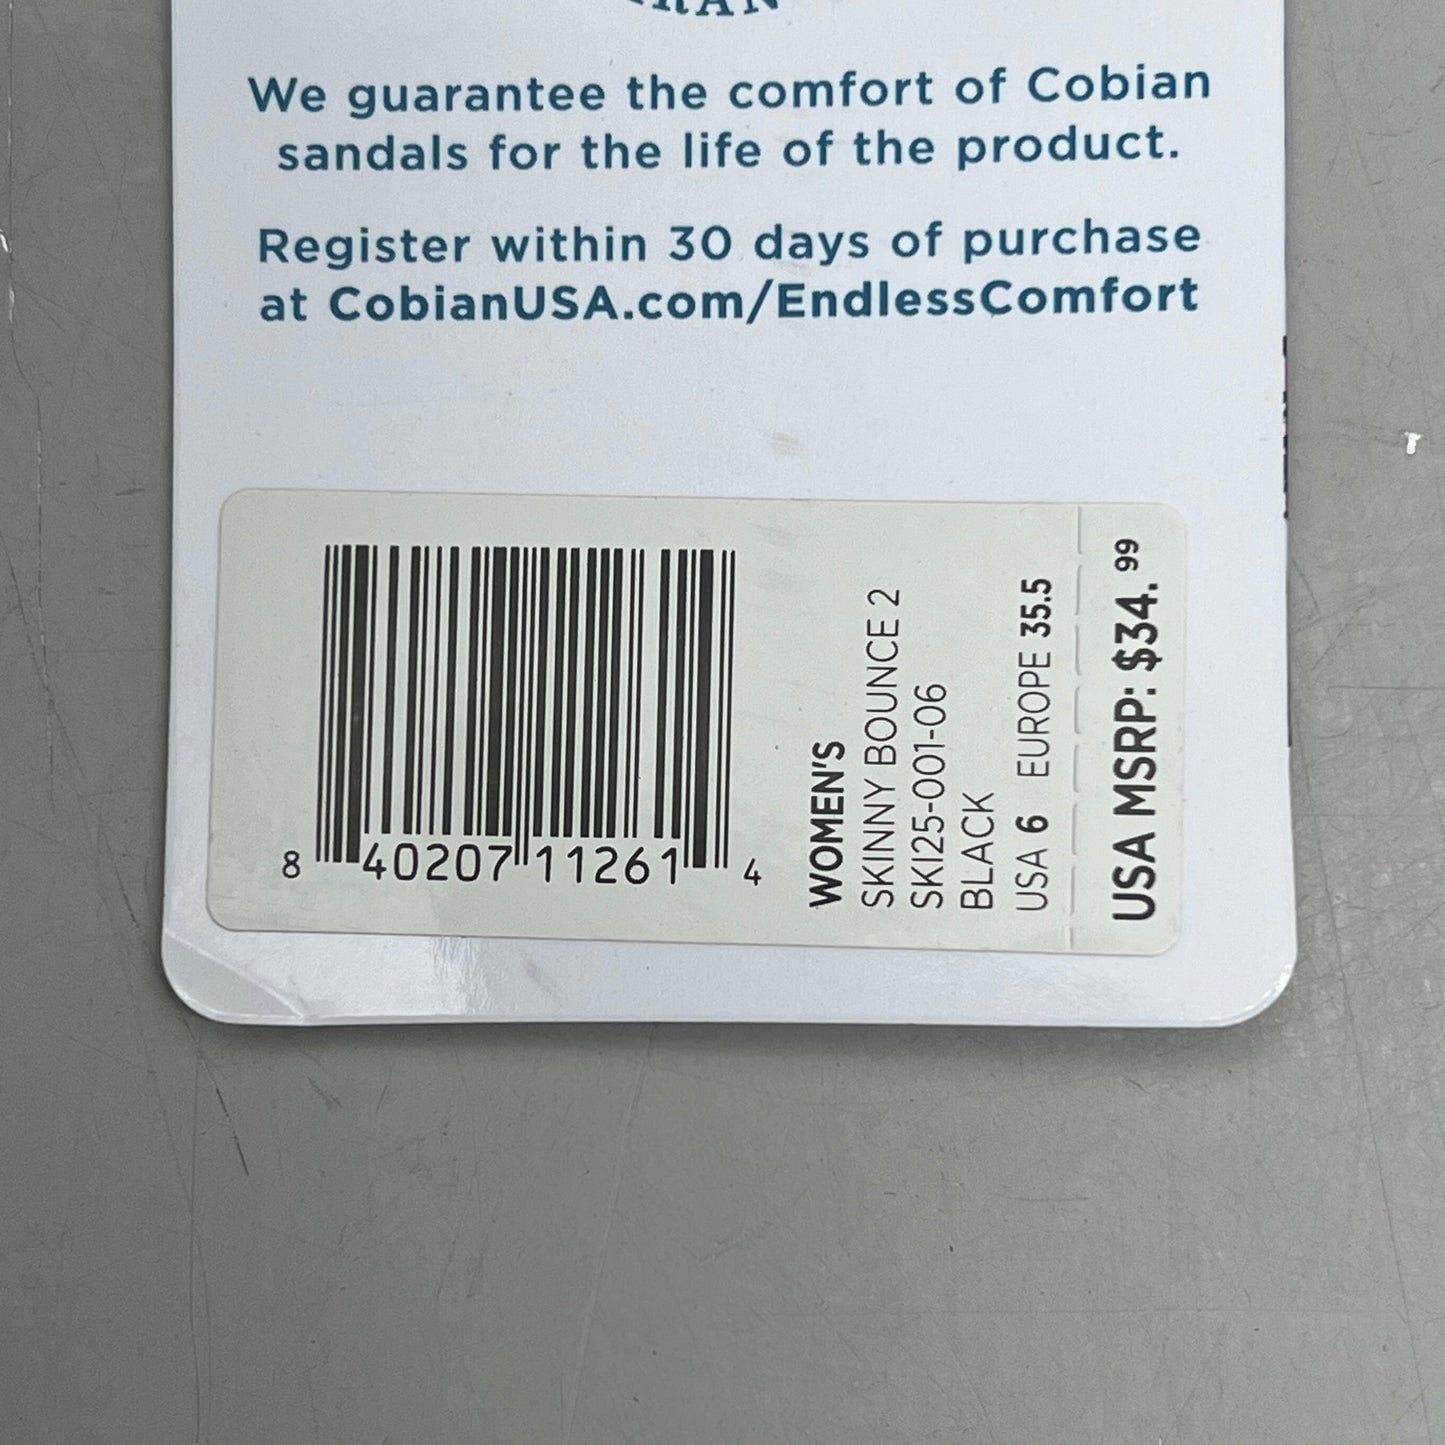 We guarantee the comfort of Cobian
sandals for the life of the product.
Register within 30 days of purchase
at CobianUSA.com/EndlessComfort
8 40207 11261 4
WOMEN'S
SKINNY BOUNCE 2
SKI25-001-06
BLACK
USA 6 EUROPE 35.5
USA MSRP: $34.99